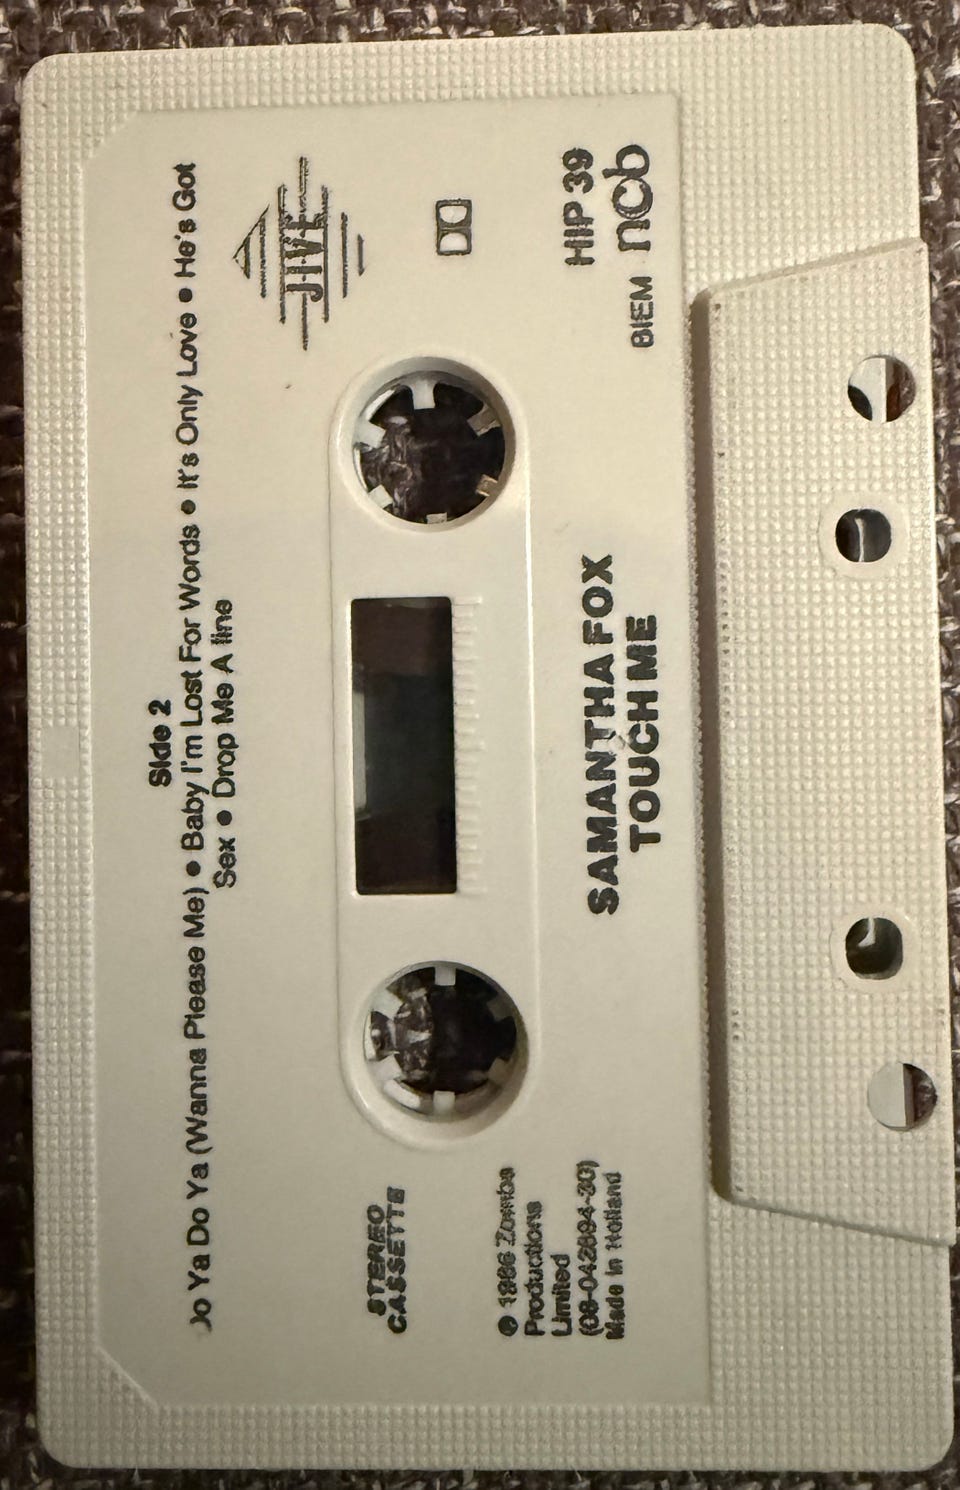 Side 2
Do Ya Do Ya (Wanna Please Me) • Baby I'm Lost For Words • It's Only Love • He's Got
Sex • Drop Me A line
JIVE
STEREO
CASSETTE
℗ 1986 Zomba
Productions
Limited
(08-042894-20)
Made in Holland
SAMANTHA FOX
TOUCH ME
HIP 39
BIEM ncb